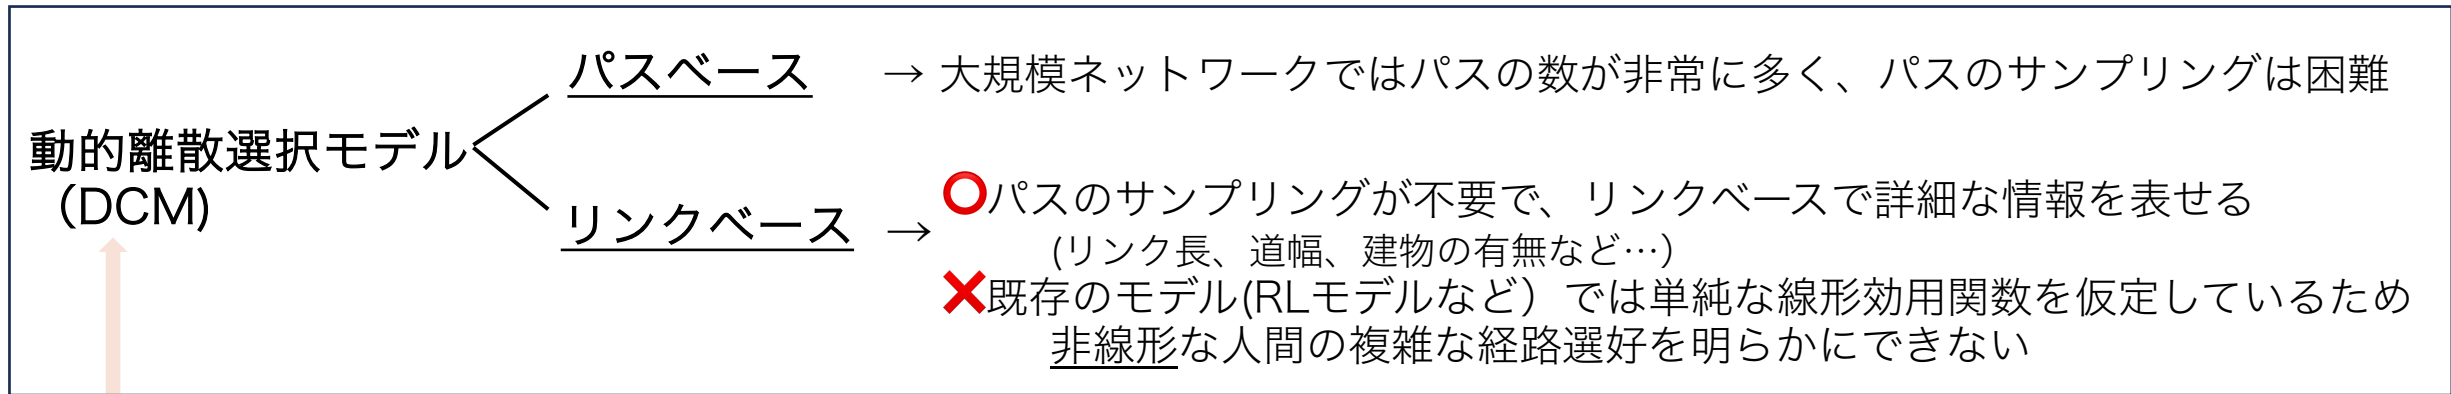 パスベース → 大規模ネットワークではパスの数が非常に多く、パスのサンプリングは困難
動的離散選択モデル
（DCM)
リンクベース →
パスのサンプリングが不要で、リンクベースで詳細な情報を表せる
(リンク長、道幅、建物の有無など…）
既存のモデル(RLモデルなど）では単純な線形効用関数を仮定しているため
非線形な人間の複雑な経路選好を明らかにできない